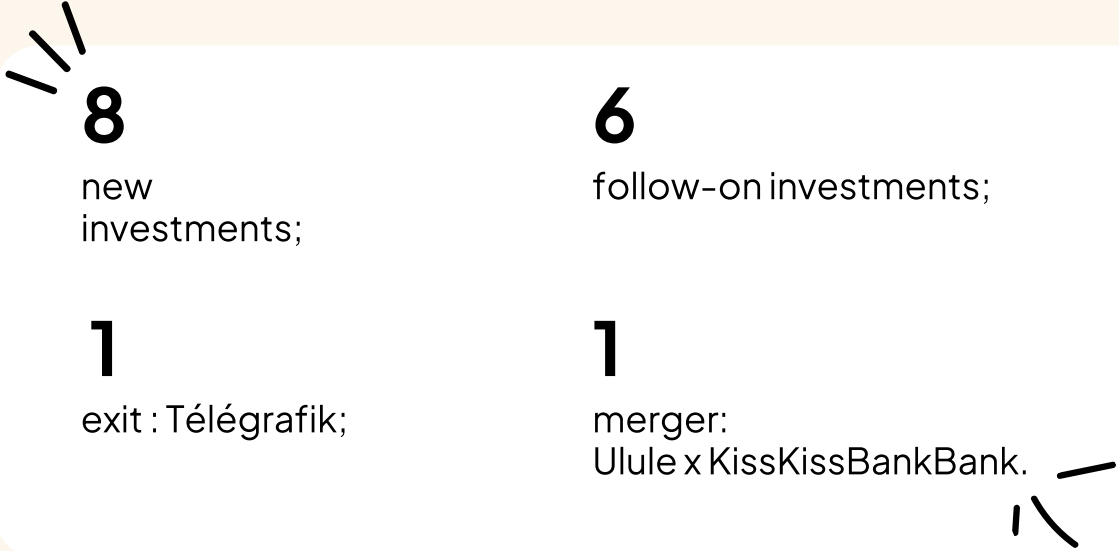 8
new
investments;
6
follow-on investments;
1
exit : Télégrafik;
1
merger:
Ulule x KissKissBankBank.